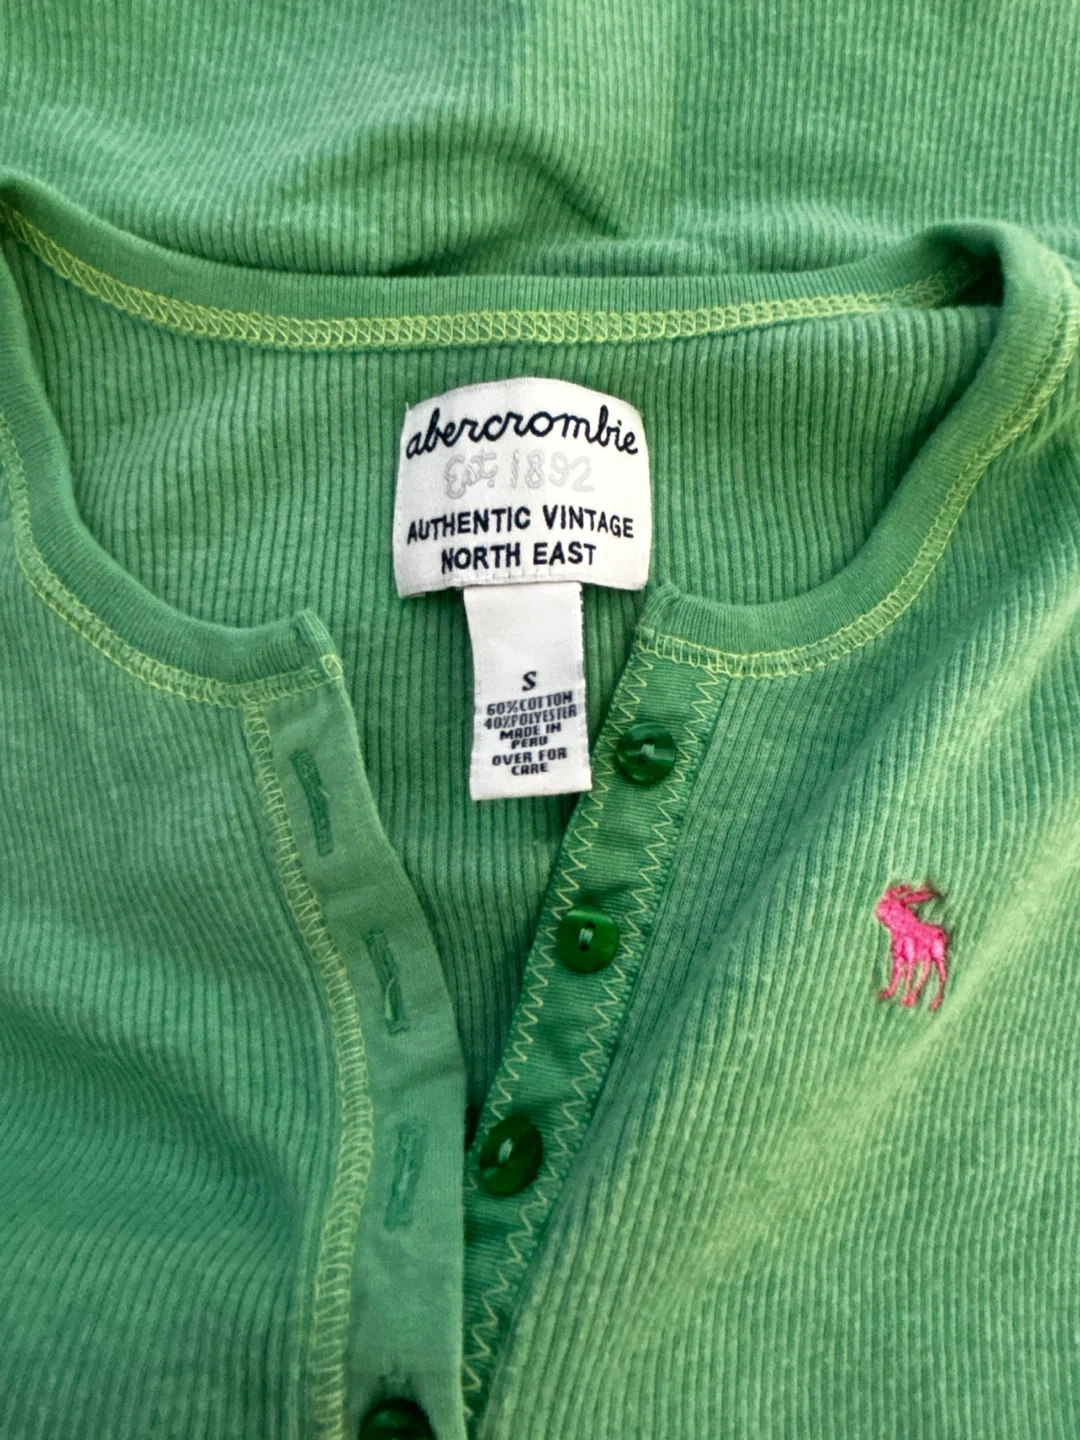 abercrombie
Est. 1892
AUTHENTIC VINTAGE
NORTH EAST
S
60%COTTON
40%POLYESTER
MADE IN
PERU
OVER FOR
CARE